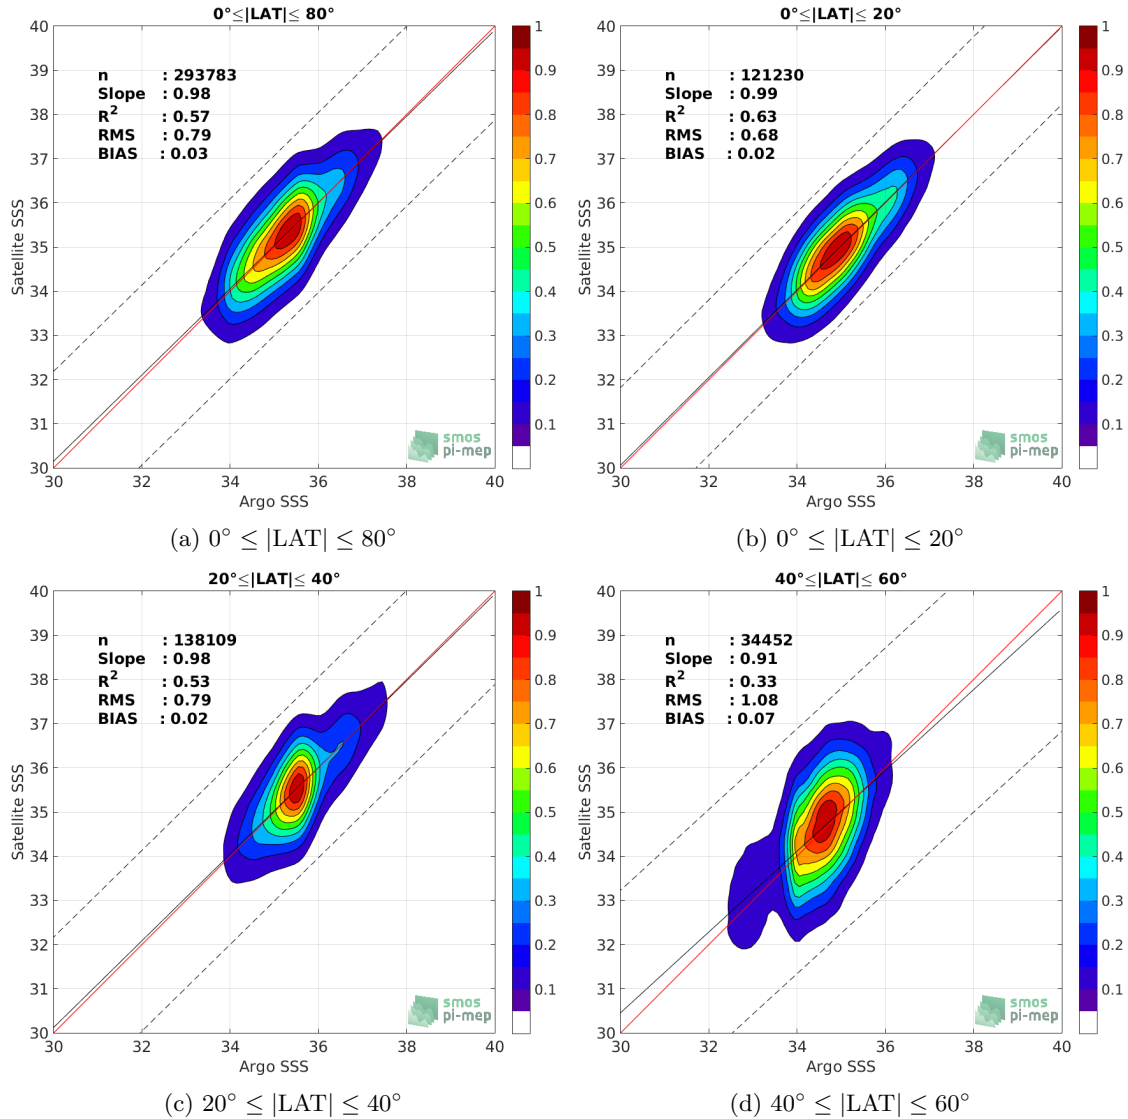 0°≤|LAT|≤ 80°
n : 293783
Slope : 0.98
R² : 0.57
RMS : 0.79
BIAS : 0.03
40
39
38
37
36
35
34
33
32
31
30
Satellite SSS
30 32 34 36 38 40
Argo SSS
1
0.9
0.8
0.7
0.6
0.5
0.4
0.3
0.2
0.1
smos
pi-mep
(a) 0° ≤ |LAT| ≤ 80°
0°≤|LAT|≤ 20°
n : 121230
Slope : 0.99
R² : 0.63
RMS : 0.68
BIAS : 0.02
40
39
38
37
36
35
34
33
32
31
30
Satellite SSS
30 32 34 36 38 40
Argo SSS
1
0.9
0.8
0.7
0.6
0.5
0.4
0.3
0.2
0.1
smos
pi-mep
(b) 0° ≤ |LAT| ≤ 20°
20°≤|LAT|≤ 40°
n : 138109
Slope : 0.98
R² : 0.53
RMS : 0.79
BIAS : 0.02
40
39
38
37
36
35
34
33
32
31
30
Satellite SSS
30 32 34 36 38 40
Argo SSS
1
0.9
0.8
0.7
0.6
0.5
0.4
0.3
0.2
0.1
smos
pi-mep
(c) 20° ≤ |LAT| ≤ 40°
40°≤|LAT|≤ 60°
n : 34452
Slope : 0.91
R² : 0.33
RMS : 1.08
BIAS : 0.07
40
39
38
37
36
35
34
33
32
31
30
Satellite SSS
30 32 34 36 38 40
Argo SSS
1
0.9
0.8
0.7
0.6
0.5
0.4
0.3
0.2
0.1
smos
pi-mep
(d) 40° ≤ |LAT| ≤ 60°